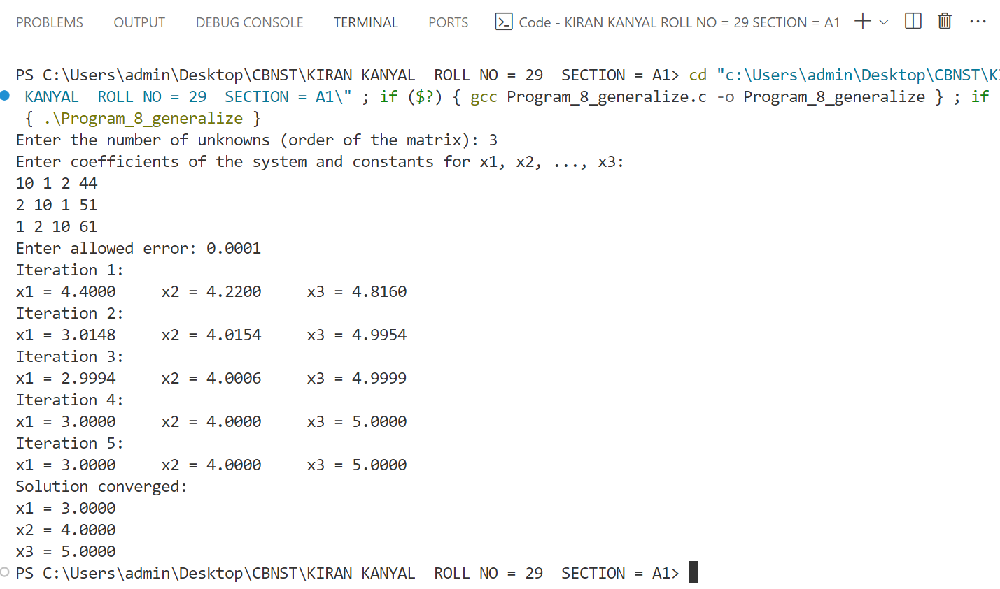 PROBLEMS OUTPUT DEBUG CONSOLE TERMINAL PORTS Code - KIRAN KANYAL ROLL NO = 29 SECTION = A1
PS C:\Users\admin\Desktop\CBNST\KIRAN KANYAL  ROLL NO = 29  SECTION = A1> cd "c:\Users\admin\Desktop\CBNST\KI
KANYAL  ROLL NO = 29  SECTION = A1\" ; if ($?) { gcc Program_8_generalize.c -o Program_8_generalize } ; if
{ .\Program_8_generalize }
Enter the number of unknowns (order of the matrix): 3
Enter coefficients of the system and constants for x1, x2, ..., x3:
10 1 2 44
2 10 1 51
1 2 10 61
Enter allowed error: 0.0001
Iteration 1:
x1 = 4.4000     x2 = 4.2200     x3 = 4.8160
Iteration 2:
x1 = 3.0148     x2 = 4.0154     x3 = 4.9954
Iteration 3:
x1 = 2.9994     x2 = 4.0006     x3 = 4.9999
Iteration 4:
x1 = 3.0000     x2 = 4.0000     x3 = 5.0000
Iteration 5:
x1 = 3.0000     x2 = 4.0000     x3 = 5.0000
Solution converged:
x1 = 3.0000
x2 = 4.0000
x3 = 5.0000
PS C:\Users\admin\Desktop\CBNST\KIRAN KANYAL  ROLL NO = 29  SECTION = A1>